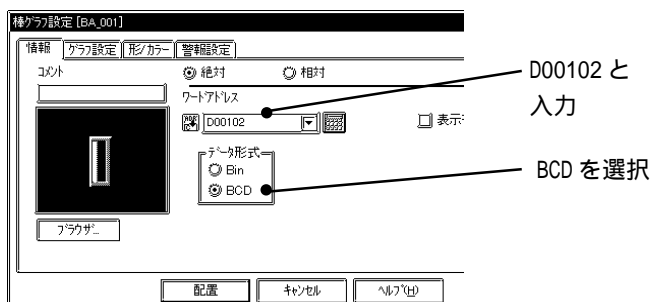 棒グラフ設定 [BA_001]
情報 グラフ設定 形/カラー 警報設定
コメント 絶対 相対
ワードアドレス
D00102 表示
データ形式
Bin
BCD
ブラウザ...
配置 キャンセル ヘルプ(H)
D00102 と
入力
BCD を選択